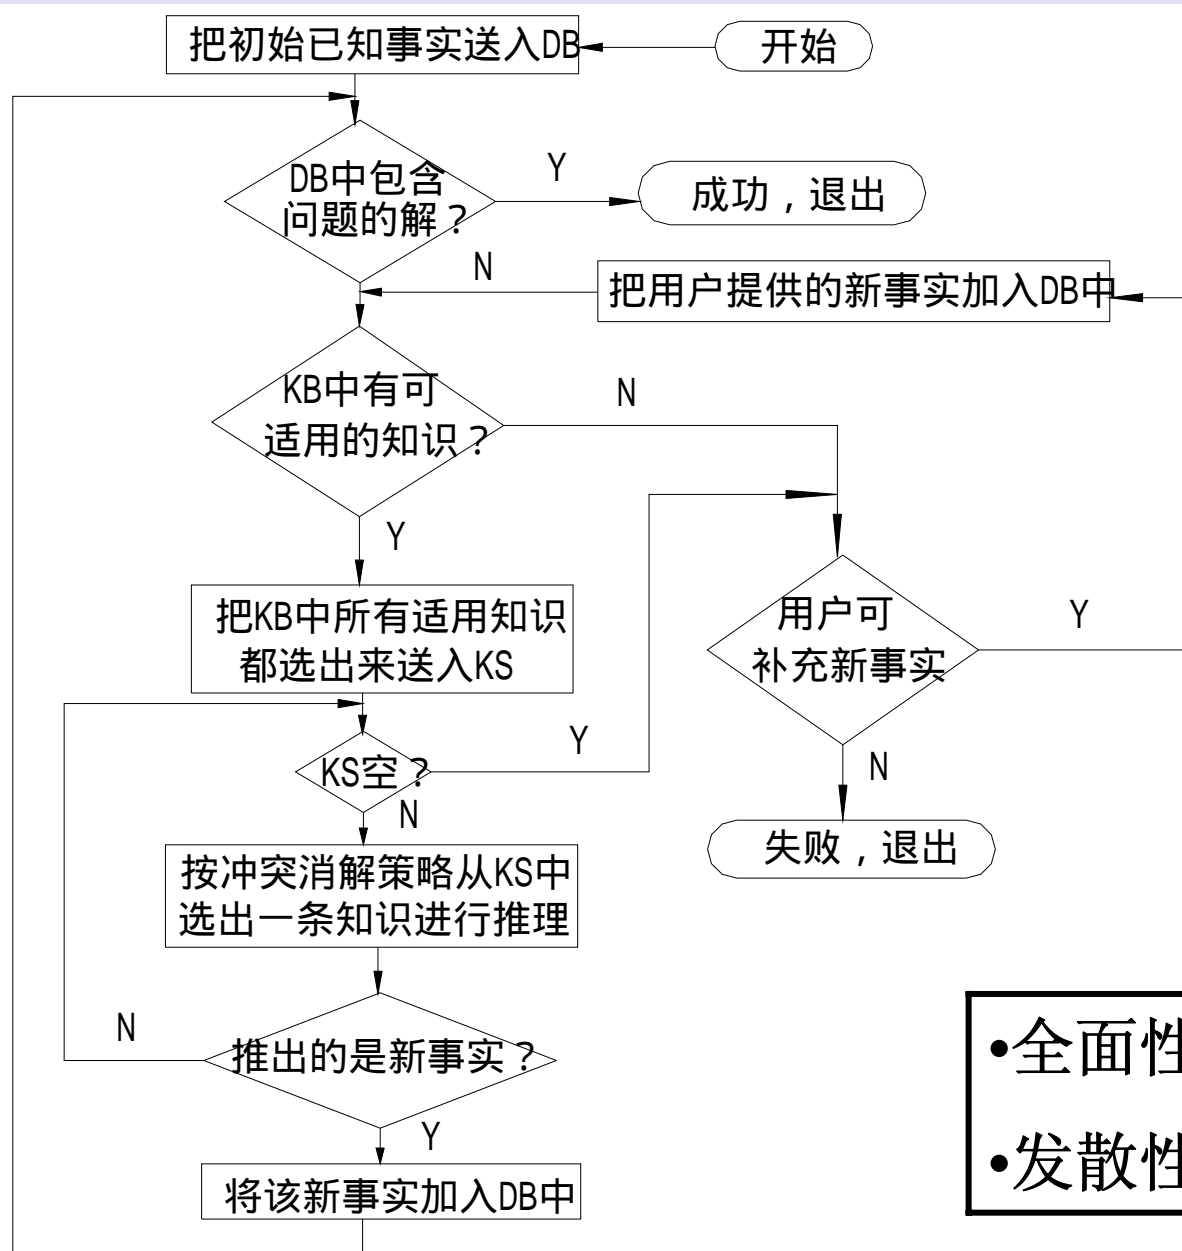 把初始已知事实送入DB
开始
DB中包含
问题的解？
Y
成功，退出
N
把用户提供的新事实加入DB中
KB中有可
适用的知识？
N
Y
把KB中所有适用知识
都选出来送入KS
用户可
补充新事实
Y
KS空？
Y
N
N
失败，退出
按冲突消解策略从KS中
选出一条知识进行推理
推出的是新事实？
N
Y
将该新事实加入DB中
•全面性
•发散性